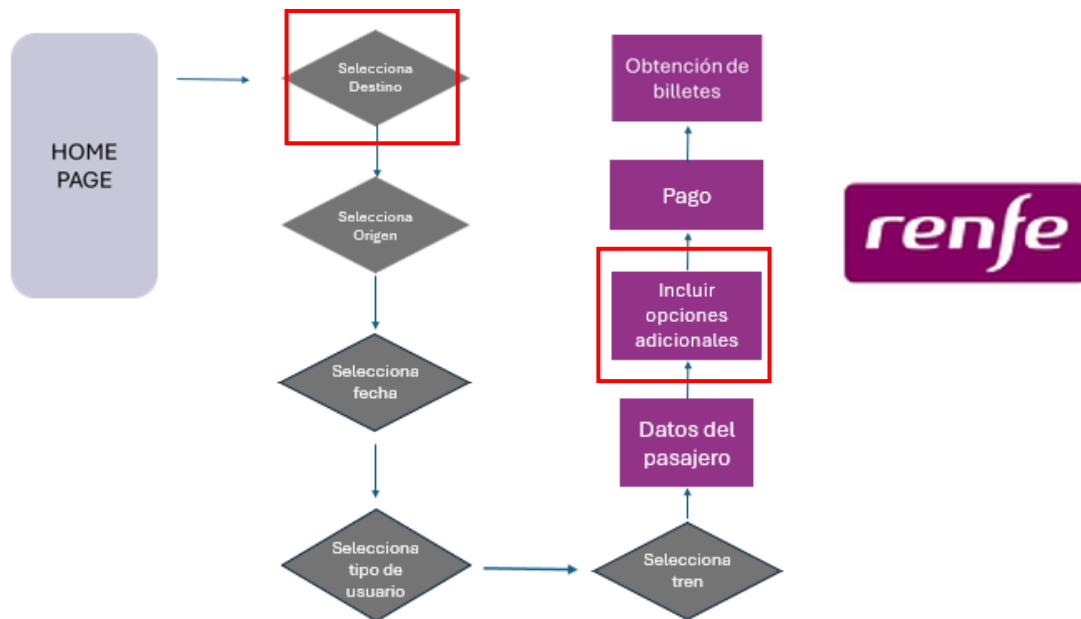 HOME
PAGE
Selecciona
Destino
Selecciona
Origen
Selecciona
fecha
Selecciona
tipo de
usuario
Selecciona
tren
Datos del
pasajero
Incluir
opciones
adicionales
Pago
Obtención de
billetes
renfe